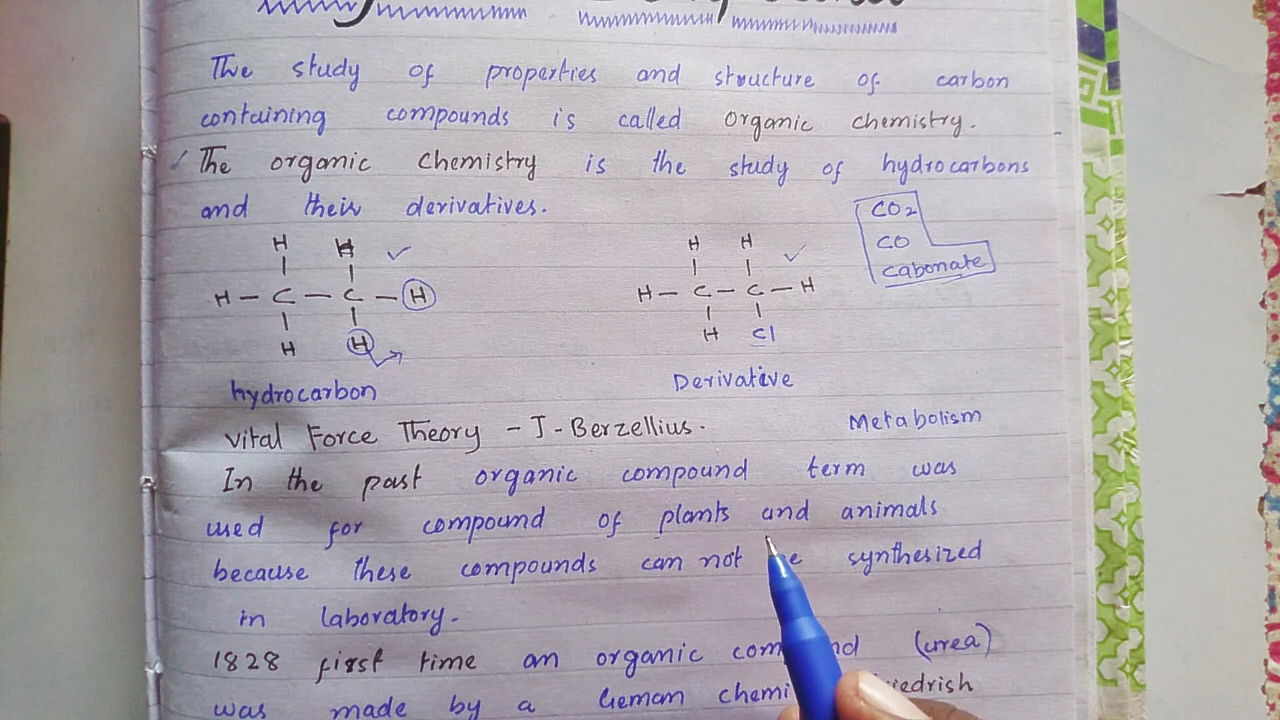 The study of properties and structure of carbon
containing compounds is called organic chemistry.
The organic chemistry is the study of hydrocarbons
and their derivatives.
CO2
CO
cabonate
H H
H – C – C – H
H H
hydrocarbon
H H
H – C – C – H
H Cl
Derivative
Vital Force Theory – J-Berzellius.
Metabolism
In the past organic compound term was
used for compound of plants and animals
because these compounds can not be synthesized
in laboratory.
1828 first time an organic (urea)
was made by a German